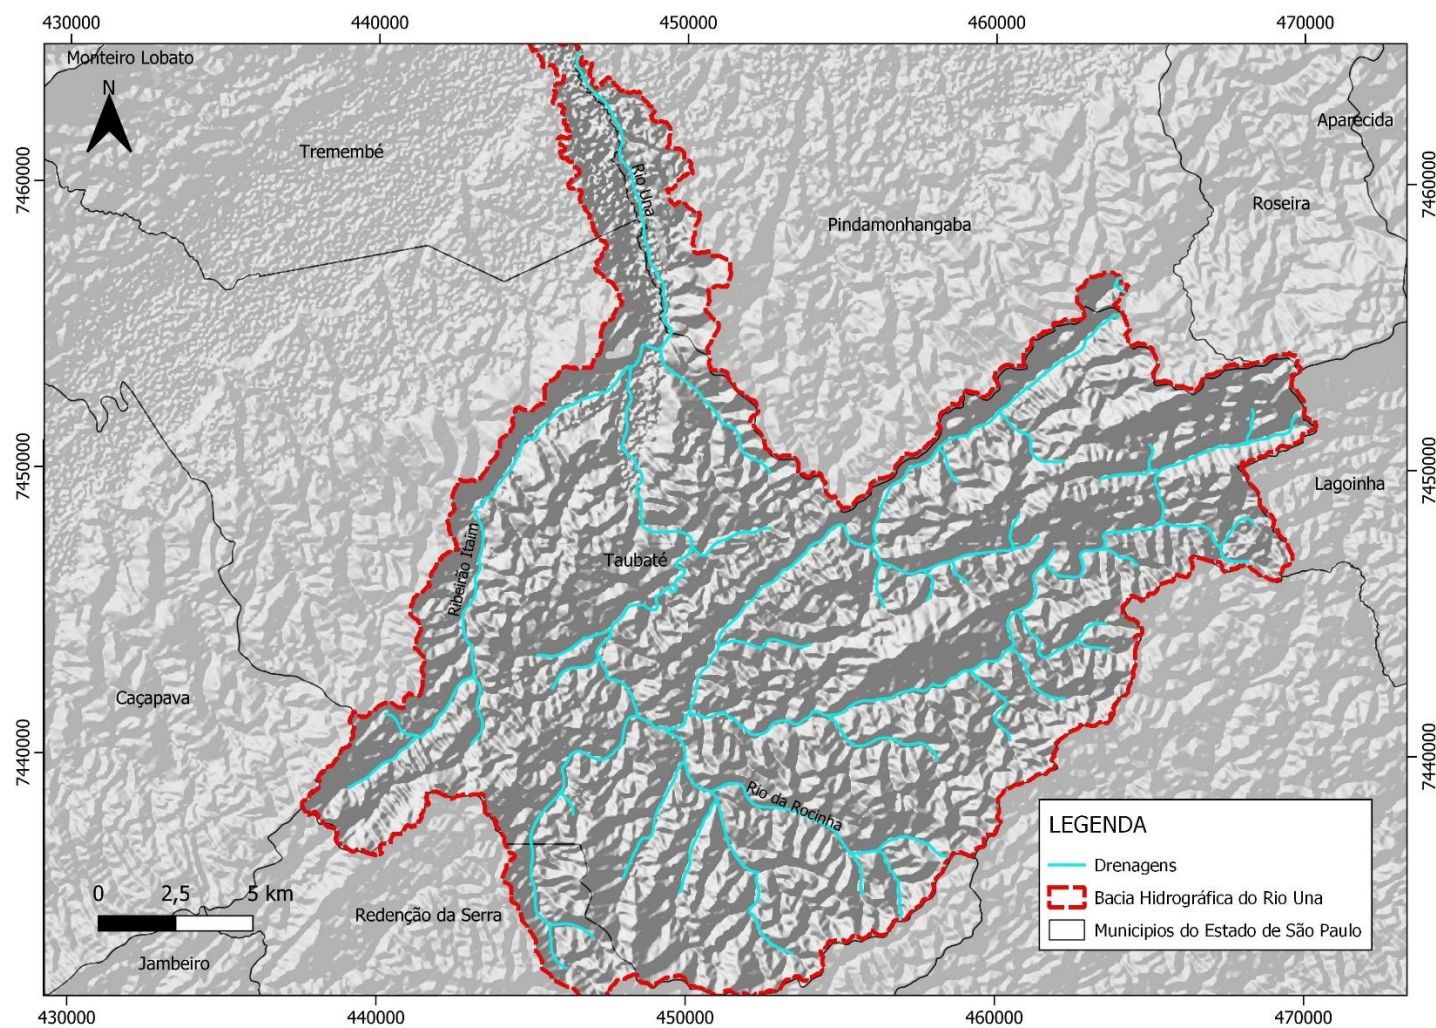 430000 440000 450000 460000 470000
Monteiro Lobato
N
Aparecida
Tremembé
7460000
Rio Una
7460000
Roseira
Pindamonhangaba
7450000
7450000
Lagoinha
Ribeirão Itaim
Taubaté
Caçapava
7440000
7440000
Rio da Rocinha
LEGENDA
Drenagens
Bacia Hidrográfica do Rio Una
Municipios do Estado de São Paulo
0 2,5 5 km
Redenção da Serra
Jambeiro
430000 440000 450000 460000 470000